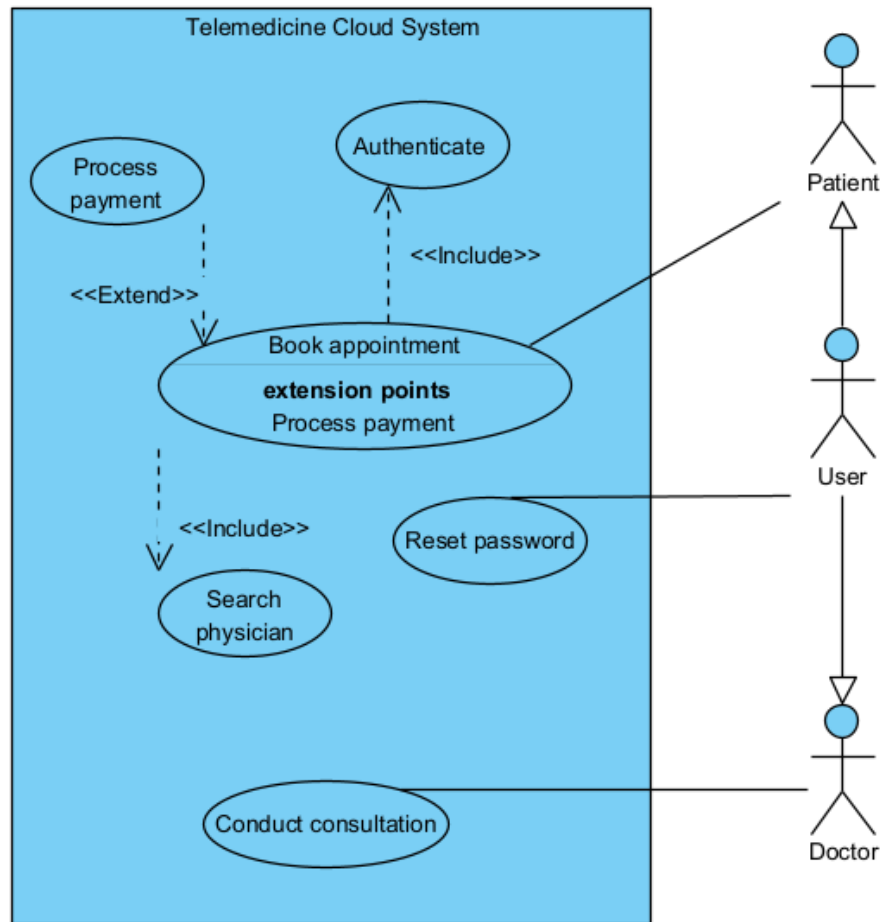 Telemedicine Cloud System
Process
payment
Authenticate
Patient
<<Include>>
<<Extend>>
Book appointment
extension points
Process payment
User
<<Include>>
Reset password
Search
physician
Conduct consultation
Doctor